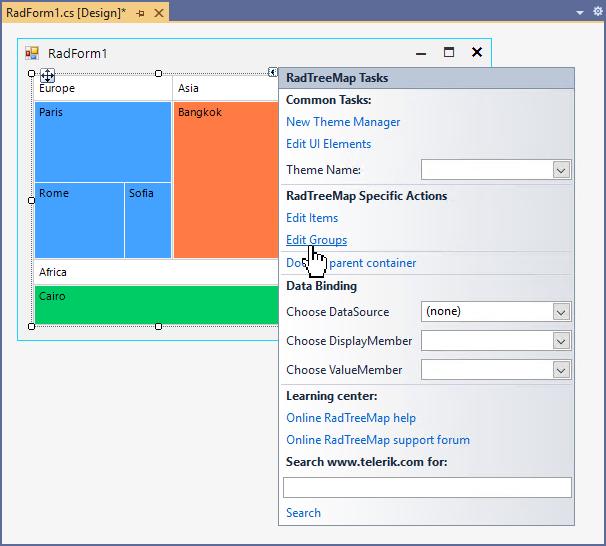 RadForm1.cs [Design]*
RadForm1
Europe
Asia
Paris
Bangkok
Rome
Sofia
Africa
Cairo
RadTreeMap Tasks
Common Tasks:
New Theme Manager
Edit UI Elements
Theme Name:
RadTreeMap Specific Actions
Edit Items
Edit Groups
parent container
Data Binding
Choose DataSource (none)
Choose DisplayMember
Choose ValueMember
Learning center:
Online RadTreeMap help
Online RadTreeMap support forum
Search www.telerik.com for:
Search